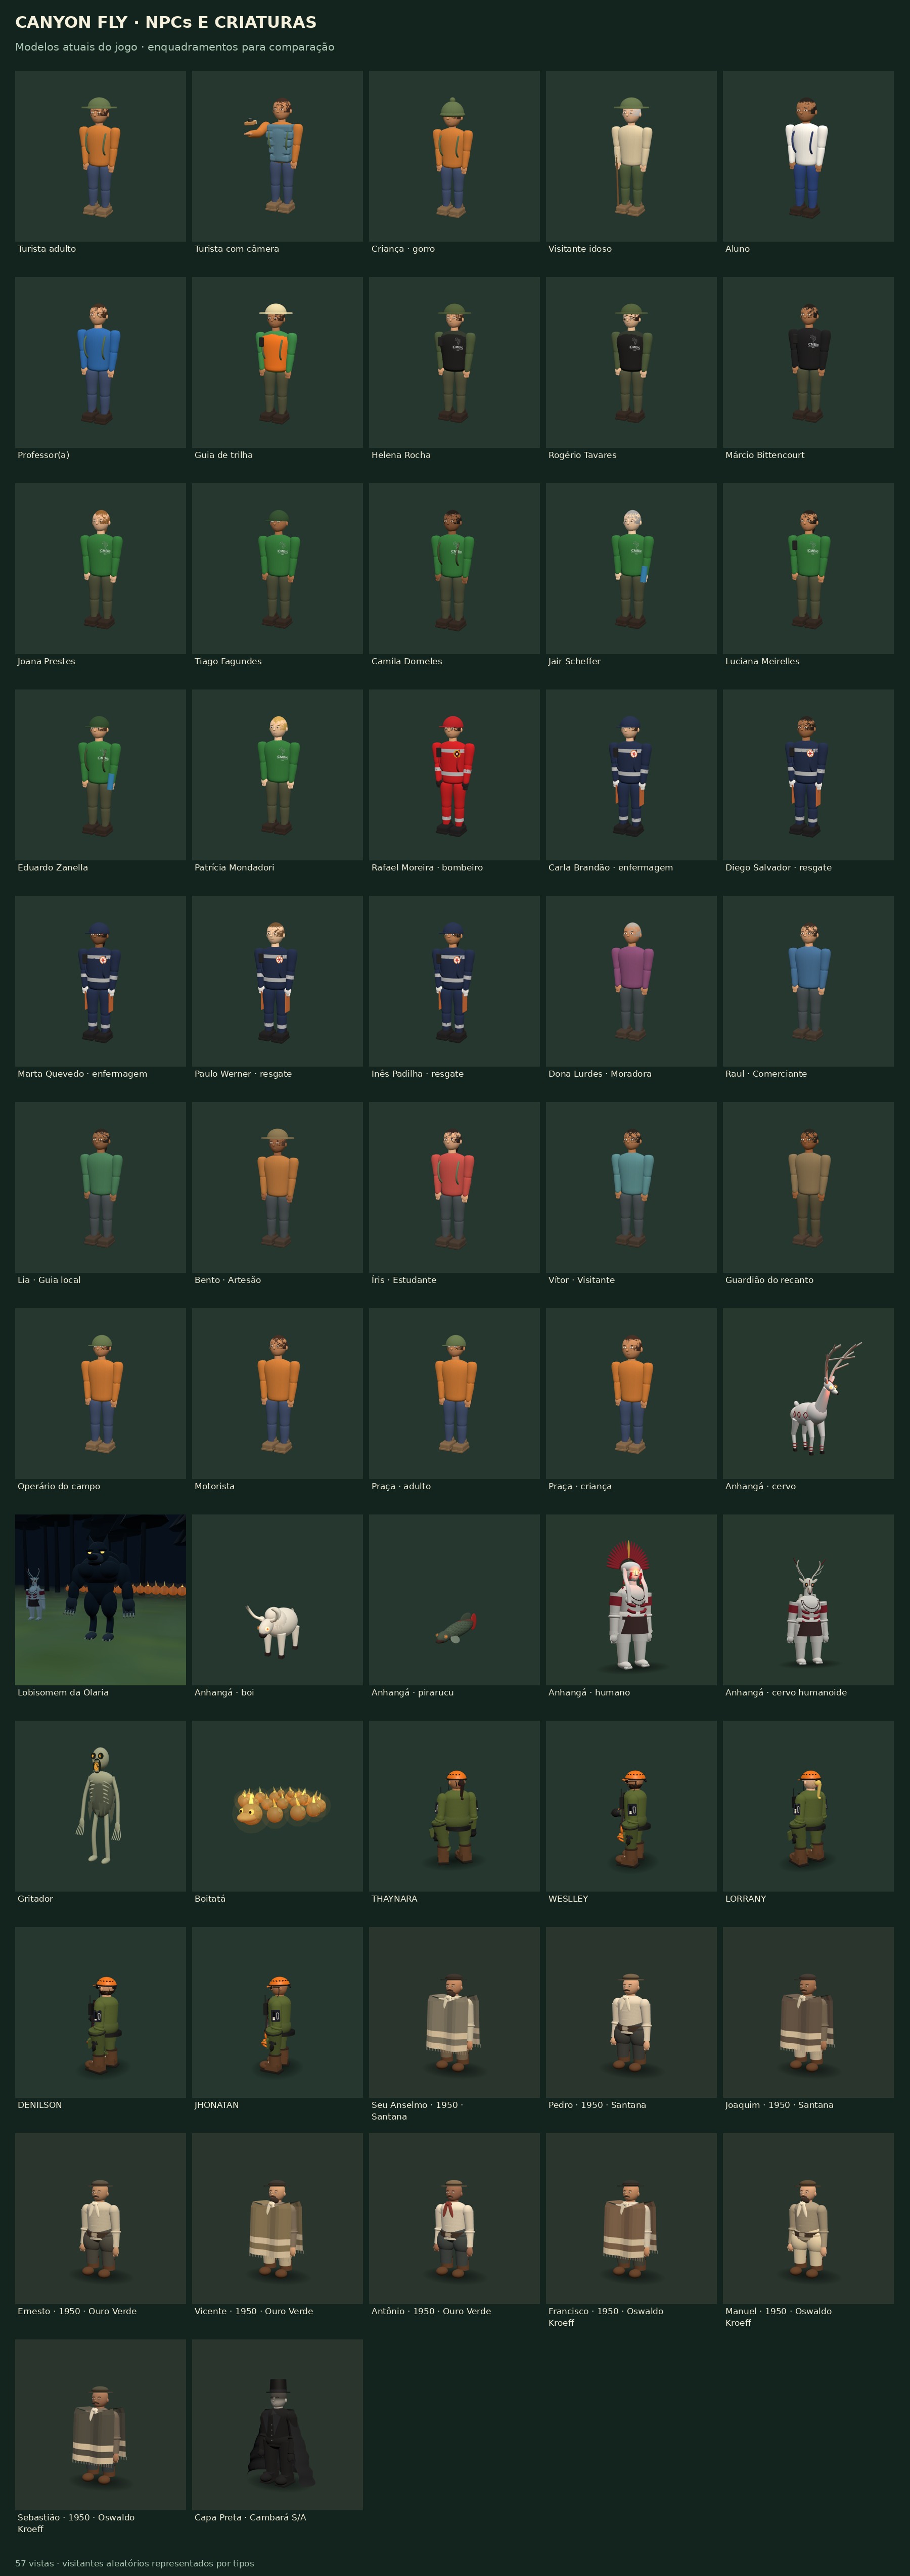 CANYON FLY · NPCs E CRIATURAS
Modelos atuais do jogo · enquadramentos para comparação
Turista adulto
Turista com câmera
Criança · gorro
Visitante idoso
Aluno
Professor(a)
Guia de trilha
Helena Rocha
Rogério Tavares
Márcio Bittencourt
Joana Prestes
Tiago Fagundes
Camila Dorneles
Jair Scheffer
Luciana Meirelles
Eduardo Zanella
Patrícia Mondadori
Rafael Moreira · bombeiro
Carla Brandão · enfermagem
Diego Salvador · resgate
Marta Quevedo · enfermagem
Paulo Werner · resgate
Inês Padilha · resgate
Dona Lurdes · Moradora
Raul · Comerciante
Lia · Guia local
Bento · Artesão
Íris · Estudante
Vítor · Visitante
Guardião do recanto
Operário do campo
Motorista
Praça · adulto
Praça · criança
Anhangá · cervo
Lobisomem da Olaria
Anhangá · boi
Anhangá · pirarucu
Anhangá · humano
Anhangá · cervo humanoide
Gritador
Boitatá
THAYNARA
WESLLEY
LORRANY
DENILSON
JHONATAN
Seu Anselmo · 1950 ·
Santana
Pedro · 1950 · Santana
Joaquim · 1950 · Santana
Ernesto · 1950 · Ouro Verde
Vicente · 1950 · Ouro Verde
Antônio · 1950 · Ouro Verde
Francisco · 1950 · Oswaldo
Kroeff
Manuel · 1950 · Oswaldo
Kroeff
Sebastião · 1950 · Oswaldo
Kroeff
Capa Preta · Cambará S/A
57 vistas · visitantes aleatórios representados por tipos